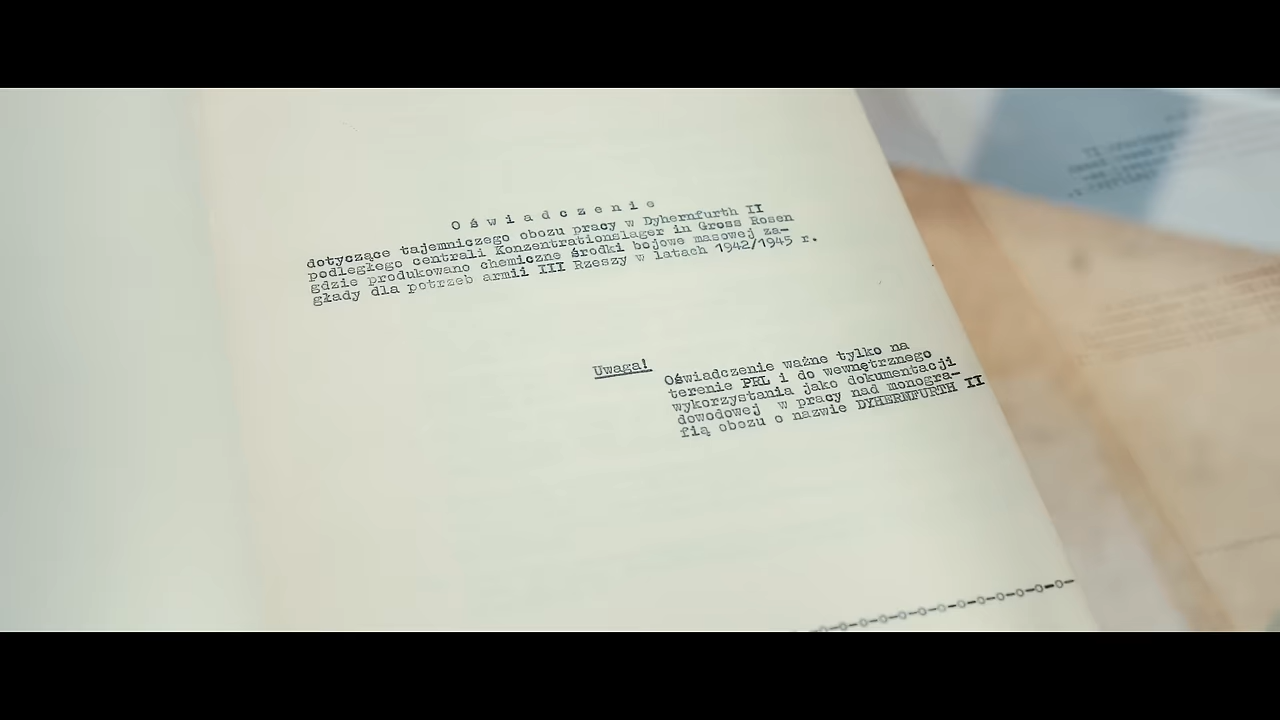 O ś w i a d c z e n i e
dotyczące tajemniczego obozu pracy w Dyhernfurth II
podległego centrali Konzentrationslager in Gross Rosen
gdzie produkowano chemiczne środki bojowe masowej za-
głady dla potrzeb armii III Rzeszy w latach 1942/1945 r.
Uwaga!
Oświadczenie ważne tylko na
terenie PRL i do wewnętrznego
wykorzystania jako dokumentacji
dowodowej w pracy nad monogra-
fią obozu o nazwie DYHERNFURTH II